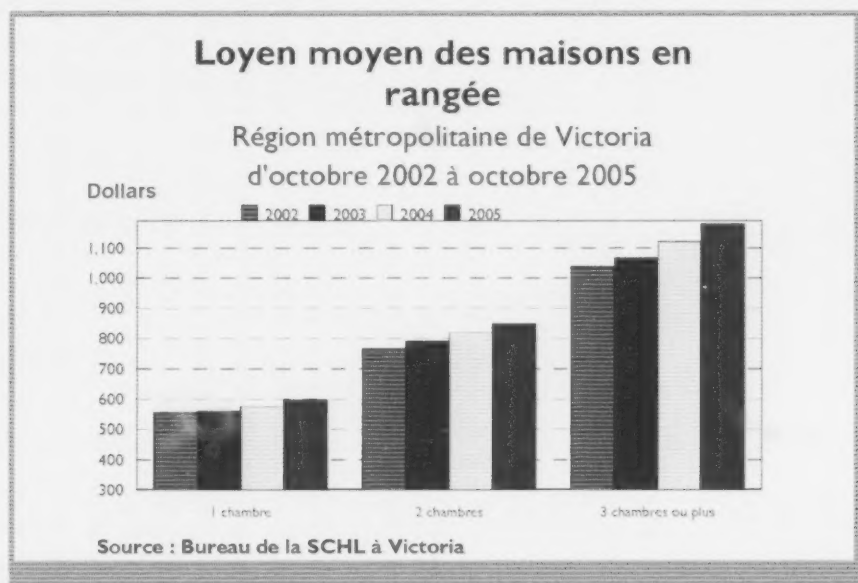 Loyen moyen des maisons en
rangée
Région métropolitaine de Victoria
d'octobre 2002 à octobre 2005
Dollars
2002 2003 2004 2005
1,100
1,000
900
800
700
600
500
400
300
1 chambre 2 chambres 3 chambres ou plus
Source : Bureau de la SCHL à Victoria